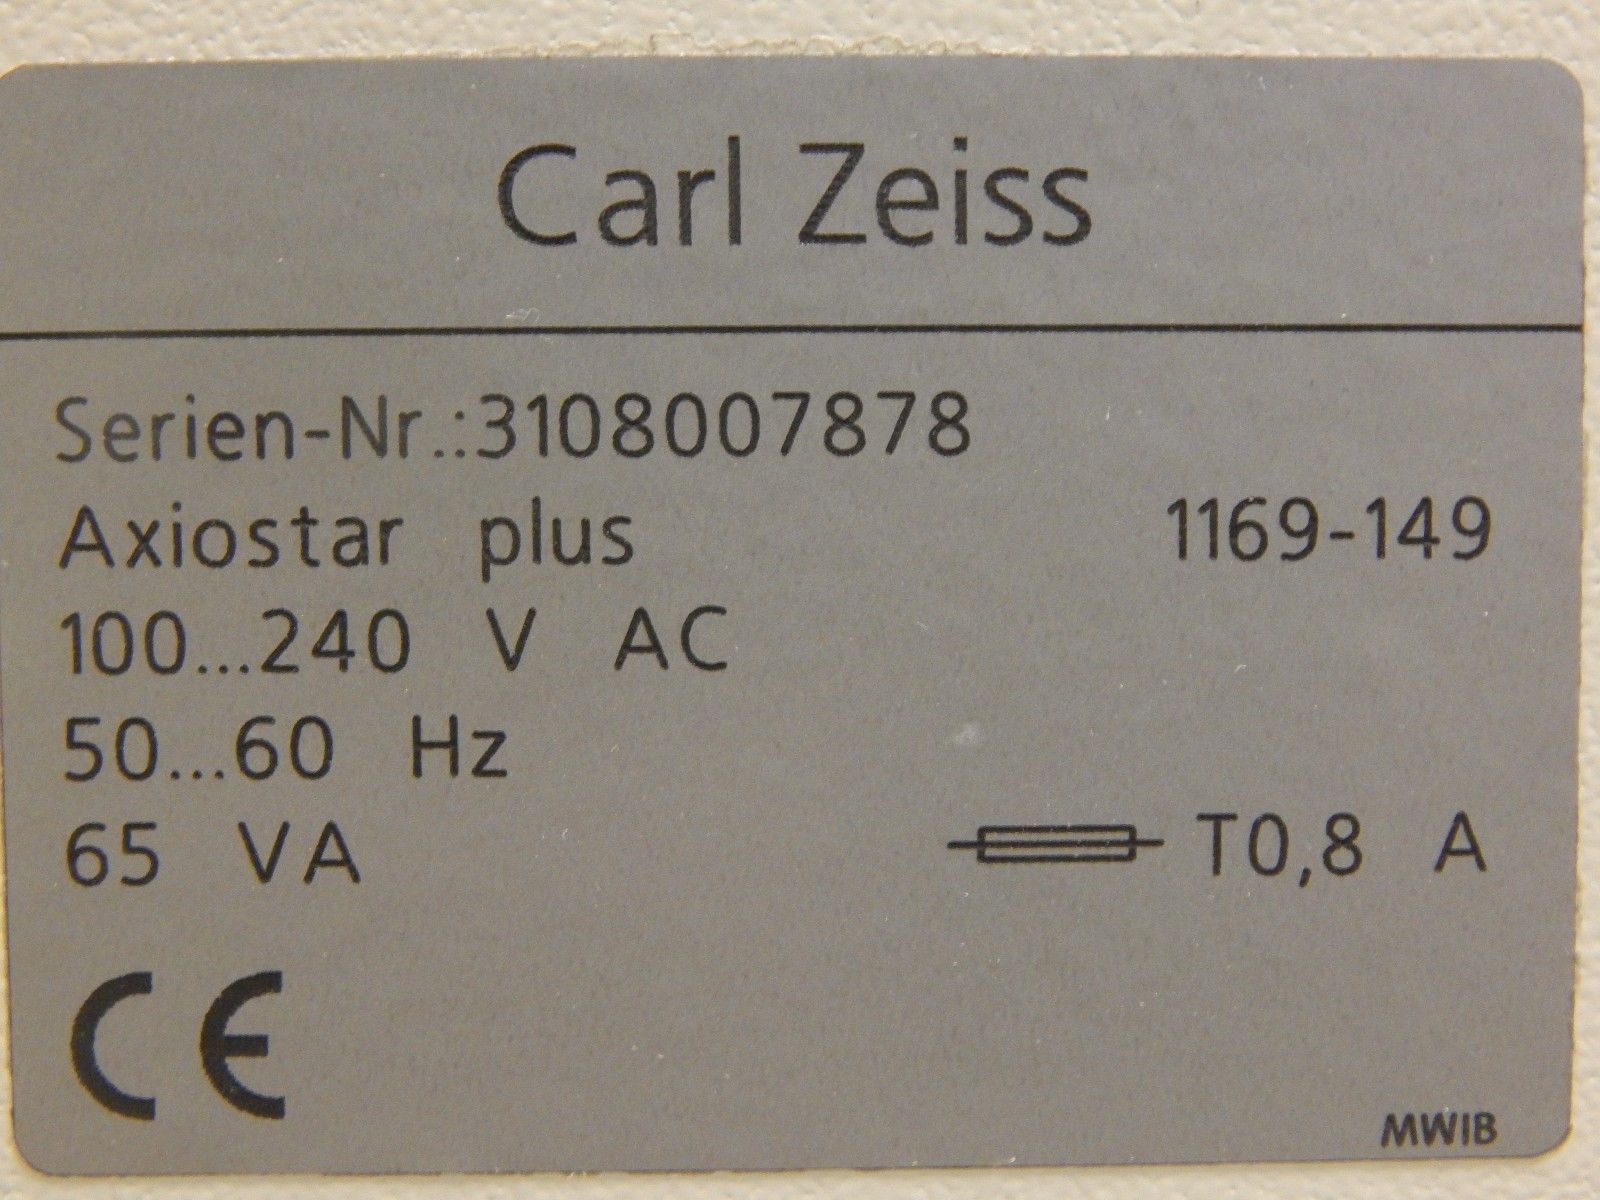 Carl Zeiss
Serien-Nr.:3108007878
Axiostar plus 1169-149
100...240 V AC
50...60 Hz
65 VA T0,8 A
CE
MWIB